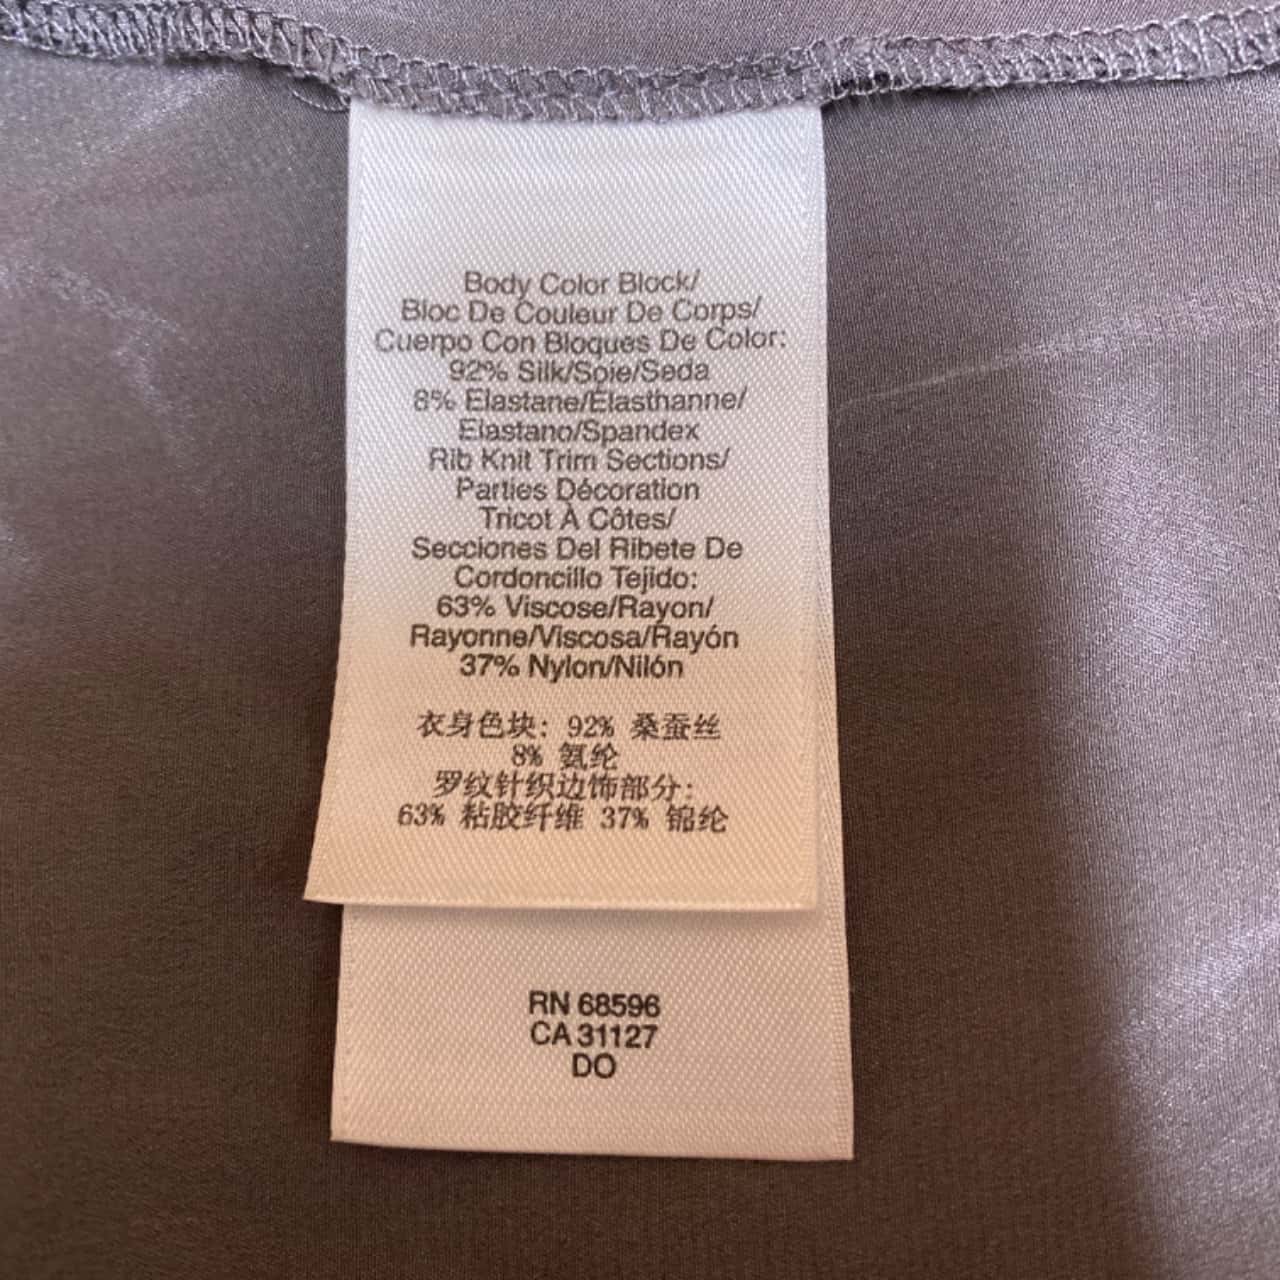 Body Color Block/
Bloc De Couleur De Corps/
Cuerpo Con Bloques De Color:
92% Silk/Soie/Seda
8% Elastane/Élasthanne/
Elastano/Spandex
Rib Knit Trim Sections/
Parties Décoration
Tricot À Côtes/
Secciones Del Ribete De
Cordoncillo Tejido:
63% Viscose/Rayon/
Rayonne/Viscosa/Rayón
37% Nylon/Nilón
衣身色块: 92% 桑蚕丝
8% 氨纶
罗纹针织边饰部分:
63% 粘胶纤维 37% 锦纶
RN 68596
CA 31127
DO